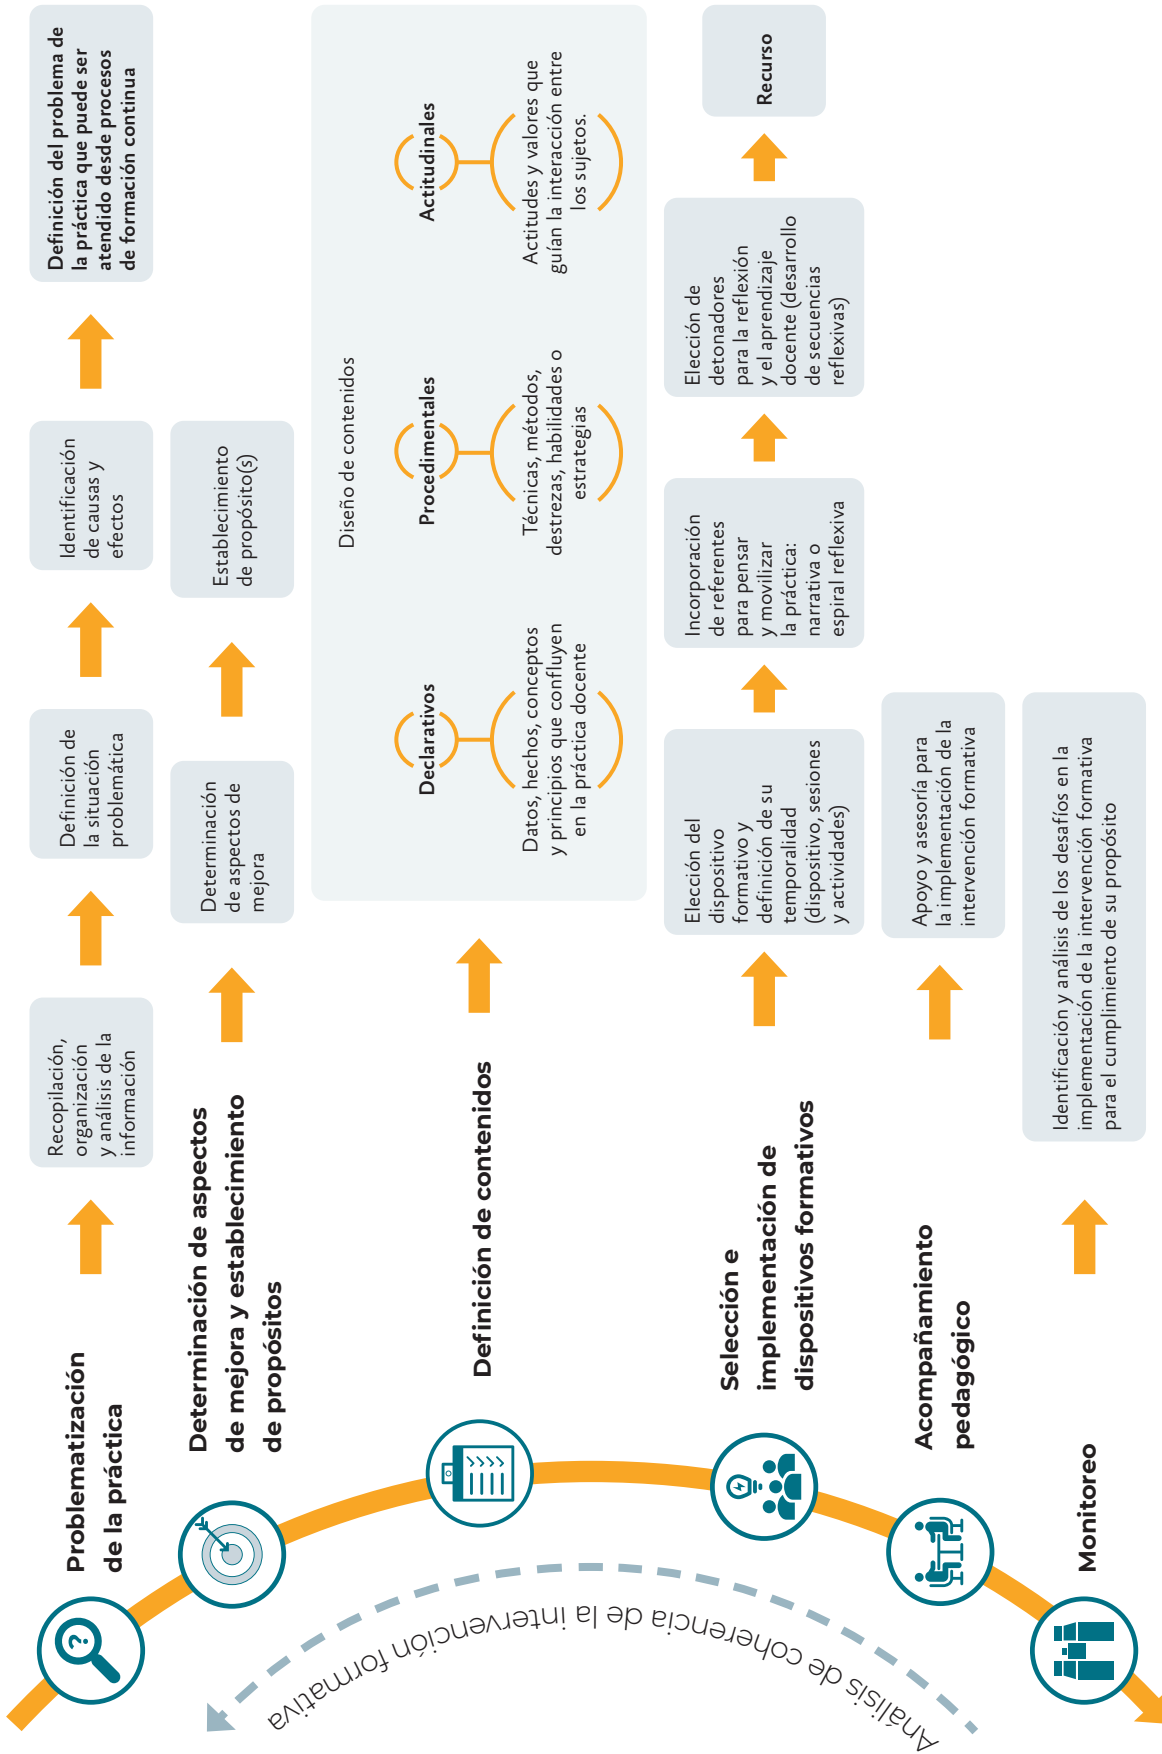 Problematización
de la práctica
Recopilación,
organización
y análisis de la
información
Definición de
la situación
problemática
Identificación
de causas y
efectos
Definición del problema de
la práctica que puede ser
atendido desde procesos
de formación continua
Determinación de aspectos
de mejora y establecimiento
de propósitos
Determinación
de aspectos de
mejora
Establecimiento
de propósito(s)
Definición de contenidos
Diseño de contenidos
Declarativos
Datos, hechos, conceptos
y principios que confluyen
en la práctica docente
Procedimentales
Técnicas, métodos,
destrezas, habilidades o
estrategias
Actitudinales
Actitudes y valores que
guían la interacción entre
los sujetos.
Selección e
implementación de
dispositivos formativos
Elección del
dispositivo
formativo y
definición de su
temporalidad
(dispositivo, sesiones
y actividades)
Incorporación
de referentes
para pensar
y movilizar
la práctica:
narrativa o
espiral reflexiva
Elección de
detonadores
para la reflexión
y el aprendizaje
docente (desarrollo
de secuencias
reflexivas)
Recurso
Acompañamiento
pedagógico
Apoyo y asesoría para
la implementación de la
intervención formativa
Monitoreo
Identificación y análisis de los desafíos en la
implementación de la intervención formativa
para el cumplimiento de su propósito
Análisis de coherencia de la intervención formativa
?